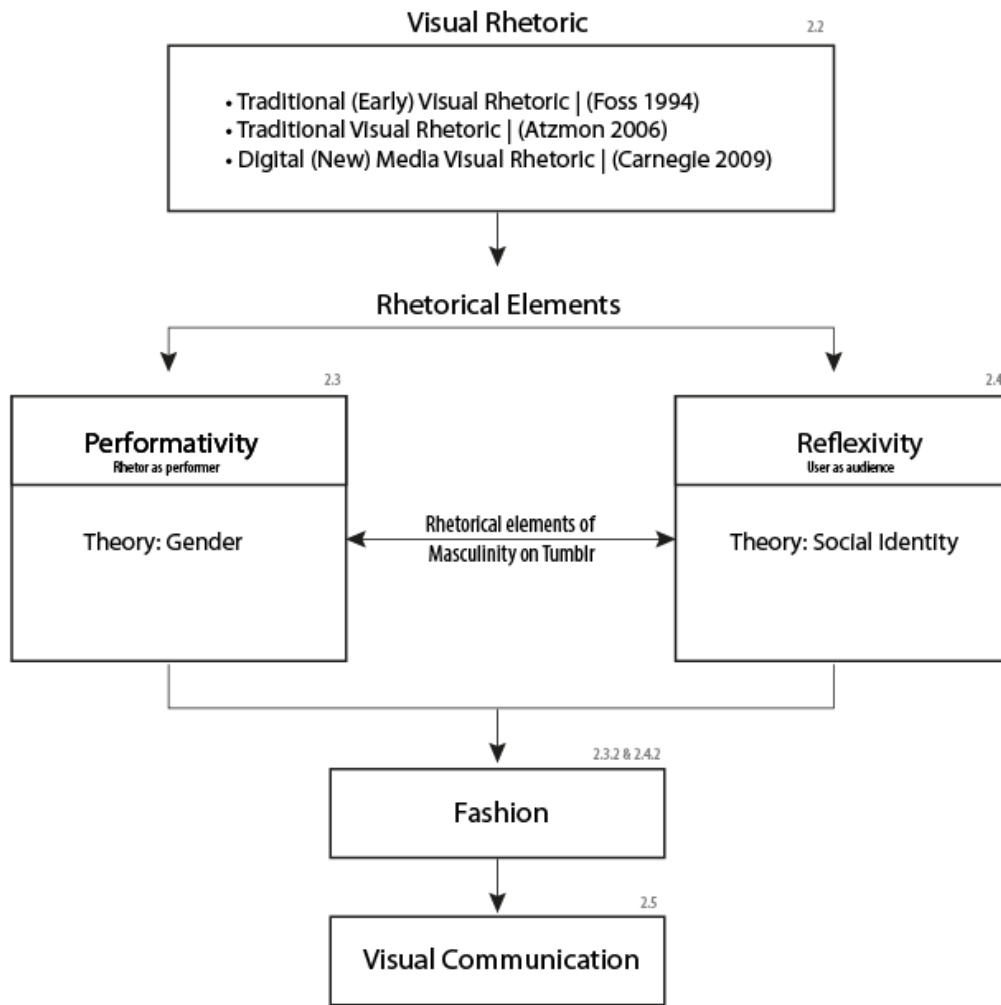 Visual Rhetoric
2.2
• Traditional (Early) Visual Rhetoric | (Foss 1994)
• Traditional Visual Rhetoric | (Atzmon 2006)
• Digital (New) Media Visual Rhetoric | (Carnegie 2009)
Rhetorical Elements
2.3
Performativity
Rhetor as performer
Theory: Gender
Rhetorical elements of
Masculinity on Tumblr
2.4
Reflexivity
User as audience
Theory: Social Identity
2.3.2 & 2.4.2
Fashion
2.5
Visual Communication